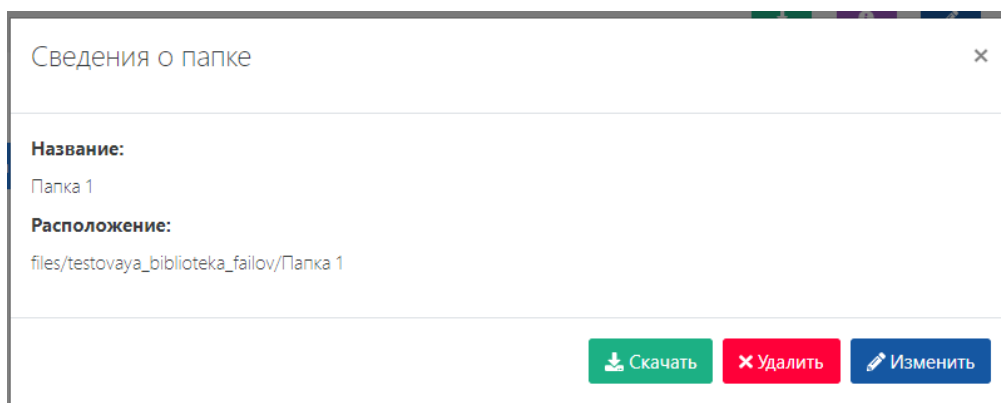 Сведения о папке
×
Название:
Папка 1
Расположение:
files/testovaya_biblioteka_failov/Папка 1
Скачать
Удалить
Изменить